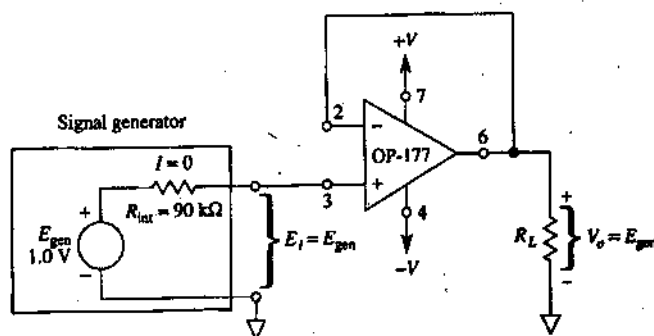 +V
7
2
−
6
OP-177
+
3
4
−V
Signal generator
I = 0
R_int = 90 kΩ
+
E_gen
1.0 V
−
E_i = E_gen
R_L
+
V_o = E_gen
−